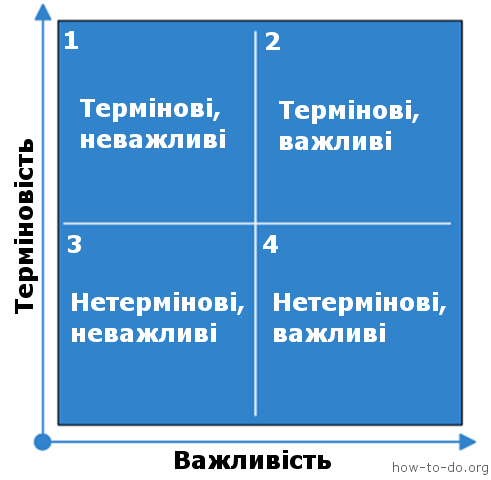 1
Термінові,
неважливі
2
Термінові,
важливі
3
Нетермінові,
неважливі
4
Нетермінові,
важливі
Терміновість
Важливість
how-to-do.org